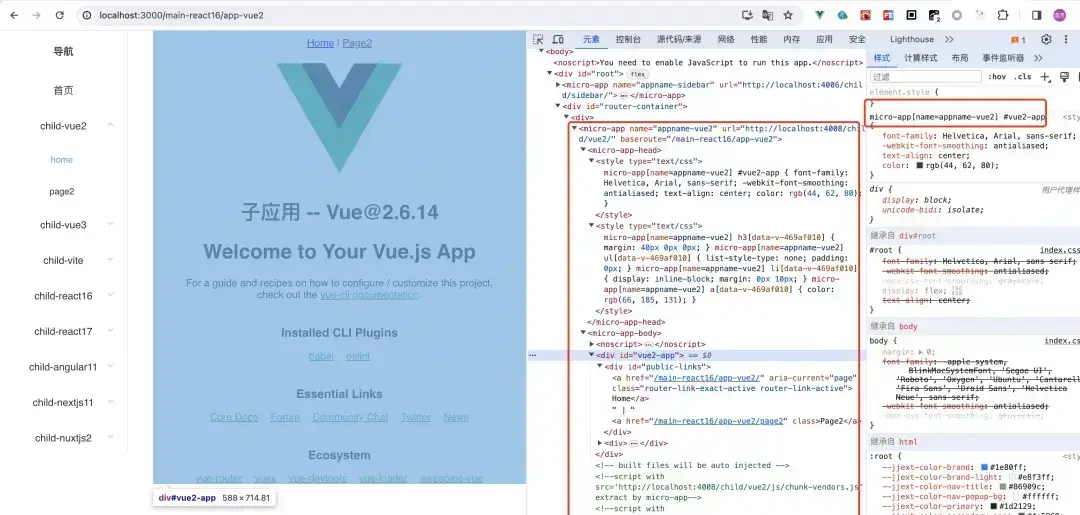 localhost:3000/main-react16/app-vue2
导航
首页
child-vue2
home
page2
child-vue3
child-vite
child-react16
child-react17
child-angular11
child-nextjs11
child-nuxtjs2
Home | Page2
子应用 -- Vue@2.6.14
Welcome to Your Vue.js App
For a guide and recipes on how to configure / customize this project,
check out the vue-cli documentation.
Installed CLI Plugins
babel eslint
Essential Links
Core Docs Forum Community Chat Twitter News
Ecosystem
vue-router vuex vue-devtools vue-loader awesome-vue
div#vue2-app 588 × 714.81
元素 控制台 源代码/来源 网络 性能 内存 应用 安全 Lighthouse 1
<body>
<noscript>You need to enable JavaScript to run this app.</noscript>
<div id="root"> flex
<micro-app name="appname-sidebar" url="http://localhost:4006/chil
d/sidebar/"> </micro-app>
<div id="router-container">
<div>
<micro-app name="appname-vue2" url="http://localhost:4008/chil
d/vue2/" baseroute="/main-react16/app-vue2">
<micro-app-head>
<style type="text/css">
micro-app[name=appname-vue2] #vue2-app { font-family:
Helvetica, Arial, sans-serif; -webkit-font-smoothing:
antialiased; text-align: center; color: rgb(44, 62, 80);
}
</style>
<style type="text/css">
micro-app[name=appname-vue2] h3[data-v-469af010] {
margin: 40px 0px 0px; } micro-app[name=appname-vue2]
ul[data-v-469af010] { list-style-type: none; padding:
0px; } micro-app[name=appname-vue2] li[data-v-469af010]
{ display: inline-block; margin: 0px 10px; } micro-
app[name=appname-vue2] a[data-v-469af010] { color:
rgb(66, 185, 131); }
</style>
</micro-app-head>
<micro-app-body>
<noscript> </noscript>
<div id="vue2-app"> == $0
<div id="public-links">
<a href="/main-react16/app-vue2/" aria-current="page"
class="router-link-exact-active router-link-active">
Home</a>
" | "
<a href="/main-react16/app-vue2/page2" class>Page2</a>
</div>
<div> </div>
</div>
<!-- built files will be auto injected -->
<!--script with
src='http://localhost:4008/child/vue2/js/chunk-vendors.js'
extract by micro-app-->
<!--script with
样式 计算样式 布局 事件监听器
过滤 :hov .cls
element.style {
}
micro-app[name=appname-vue2] #vue2-app <sty
{
font-family: Helvetica, Arial, sans-serif;
-webkit-font-smoothing: antialiased;
text-align: center;
color: rgb(44, 62, 80);
}
div { 用户代理样
display: block;
unicode-bidi: isolate;
}
继承自 div#root
#root { index.css
font-family: Helvetica, Arial, sans-serif;
-webkit-font-smoothing: antialiased;
-moz-osx-font-smoothing: grayscale;
display: flex;
text-align: center;
继承自 body
body { index.css
margin: 0;
font-family: -apple-system,
BlinkMacSystemFont, 'Segoe UI',
'Roboto', 'Oxygen', 'Ubuntu', 'Cantarell
'Fira Sans', 'Droid Sans', 'Helvetica
Neue', sans-serif;
-webkit-font-smoothing: antialiased;
-moz-osx-font-smoothing: grayscale;
继承自 html
:root { <sty
--jjext-color-brand: #1e80ff;
--jjext-color-brand-light: #e8f3ff;
--jjext-color-nav-title: #86909c;
--jjext-color-nav-popup-bg: #ffffff;
--jjext-color-primary: #1d2129;